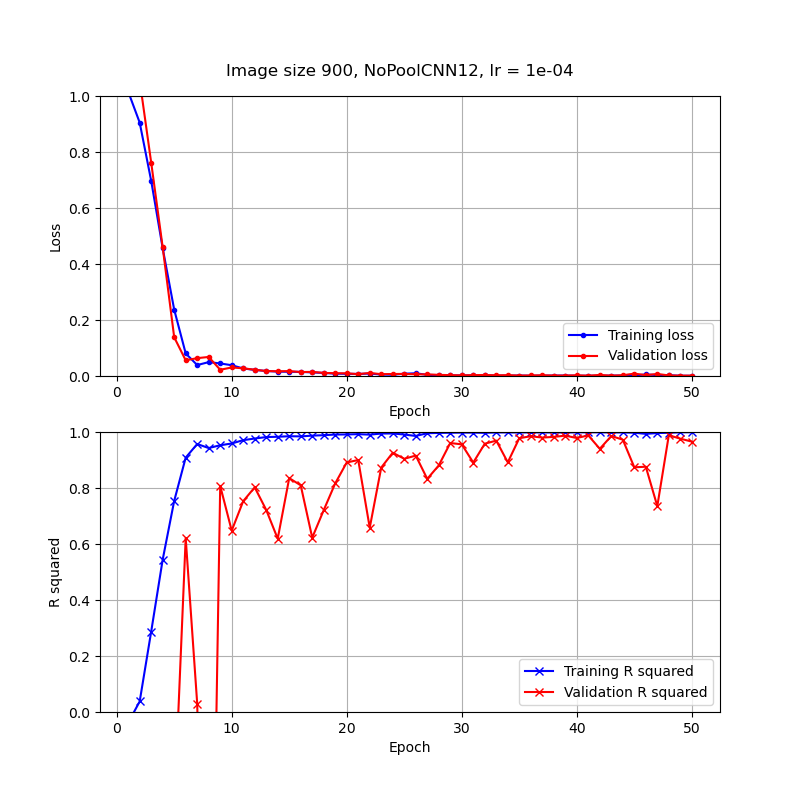 Image size 900, NoPoolCNN12, lr = 1e-04
1.0
0.8
0.6
0.4
0.2
0.0
Loss
0
10
20
30
40
50
Epoch
Training loss
Validation loss
1.0
0.8
0.6
0.4
0.2
0.0
R squared
0
10
20
30
40
50
Epoch
Training R squared
Validation R squared